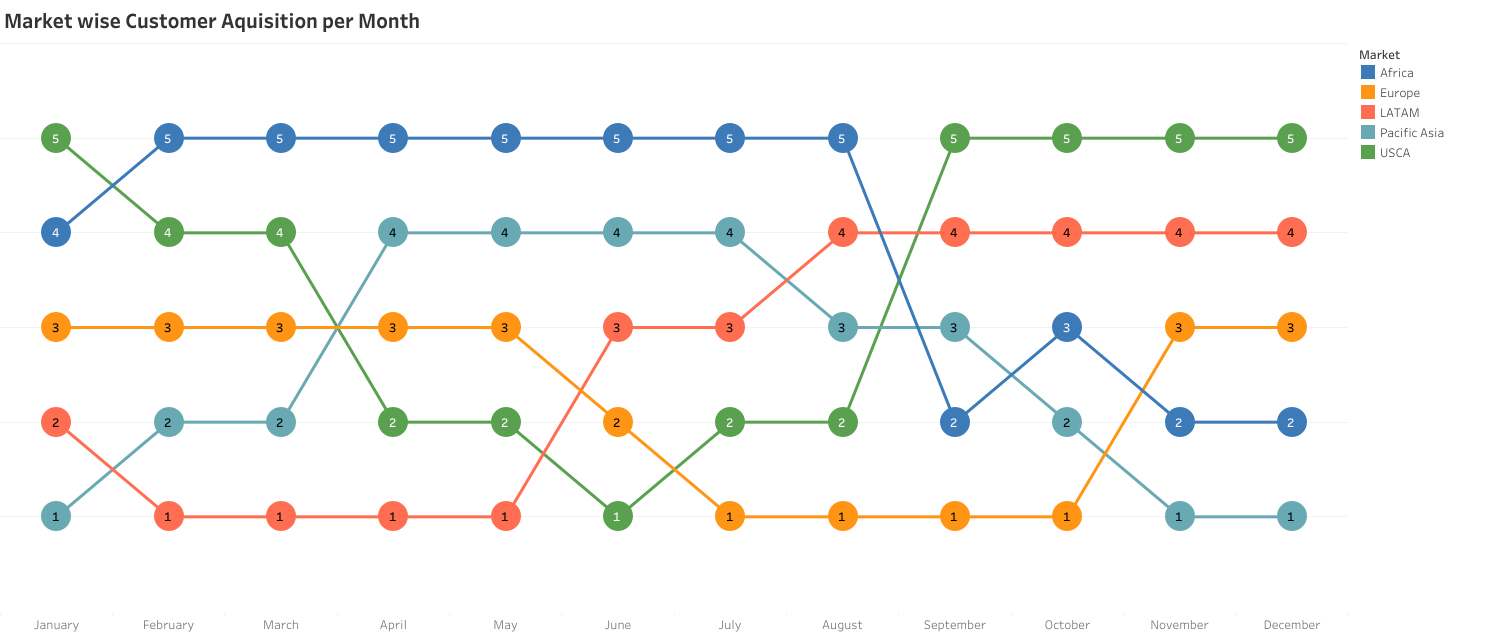 Market wise Customer Aquisition per Month
Market
Africa
Europe
LATAM
Pacific Asia
USCA
5 5 5 5 5 5 5 5 5 5 5 5
4 4 4 4 4 4 4 4 4 4 4 4
3 3 3 3 3 3 3 3 3 3 3 3
2 2 2 2 2 2 2 2 2 2 2 2
1 1 1 1 1 1 1 1 1 1 1 1
January February March April May June July August September October November December